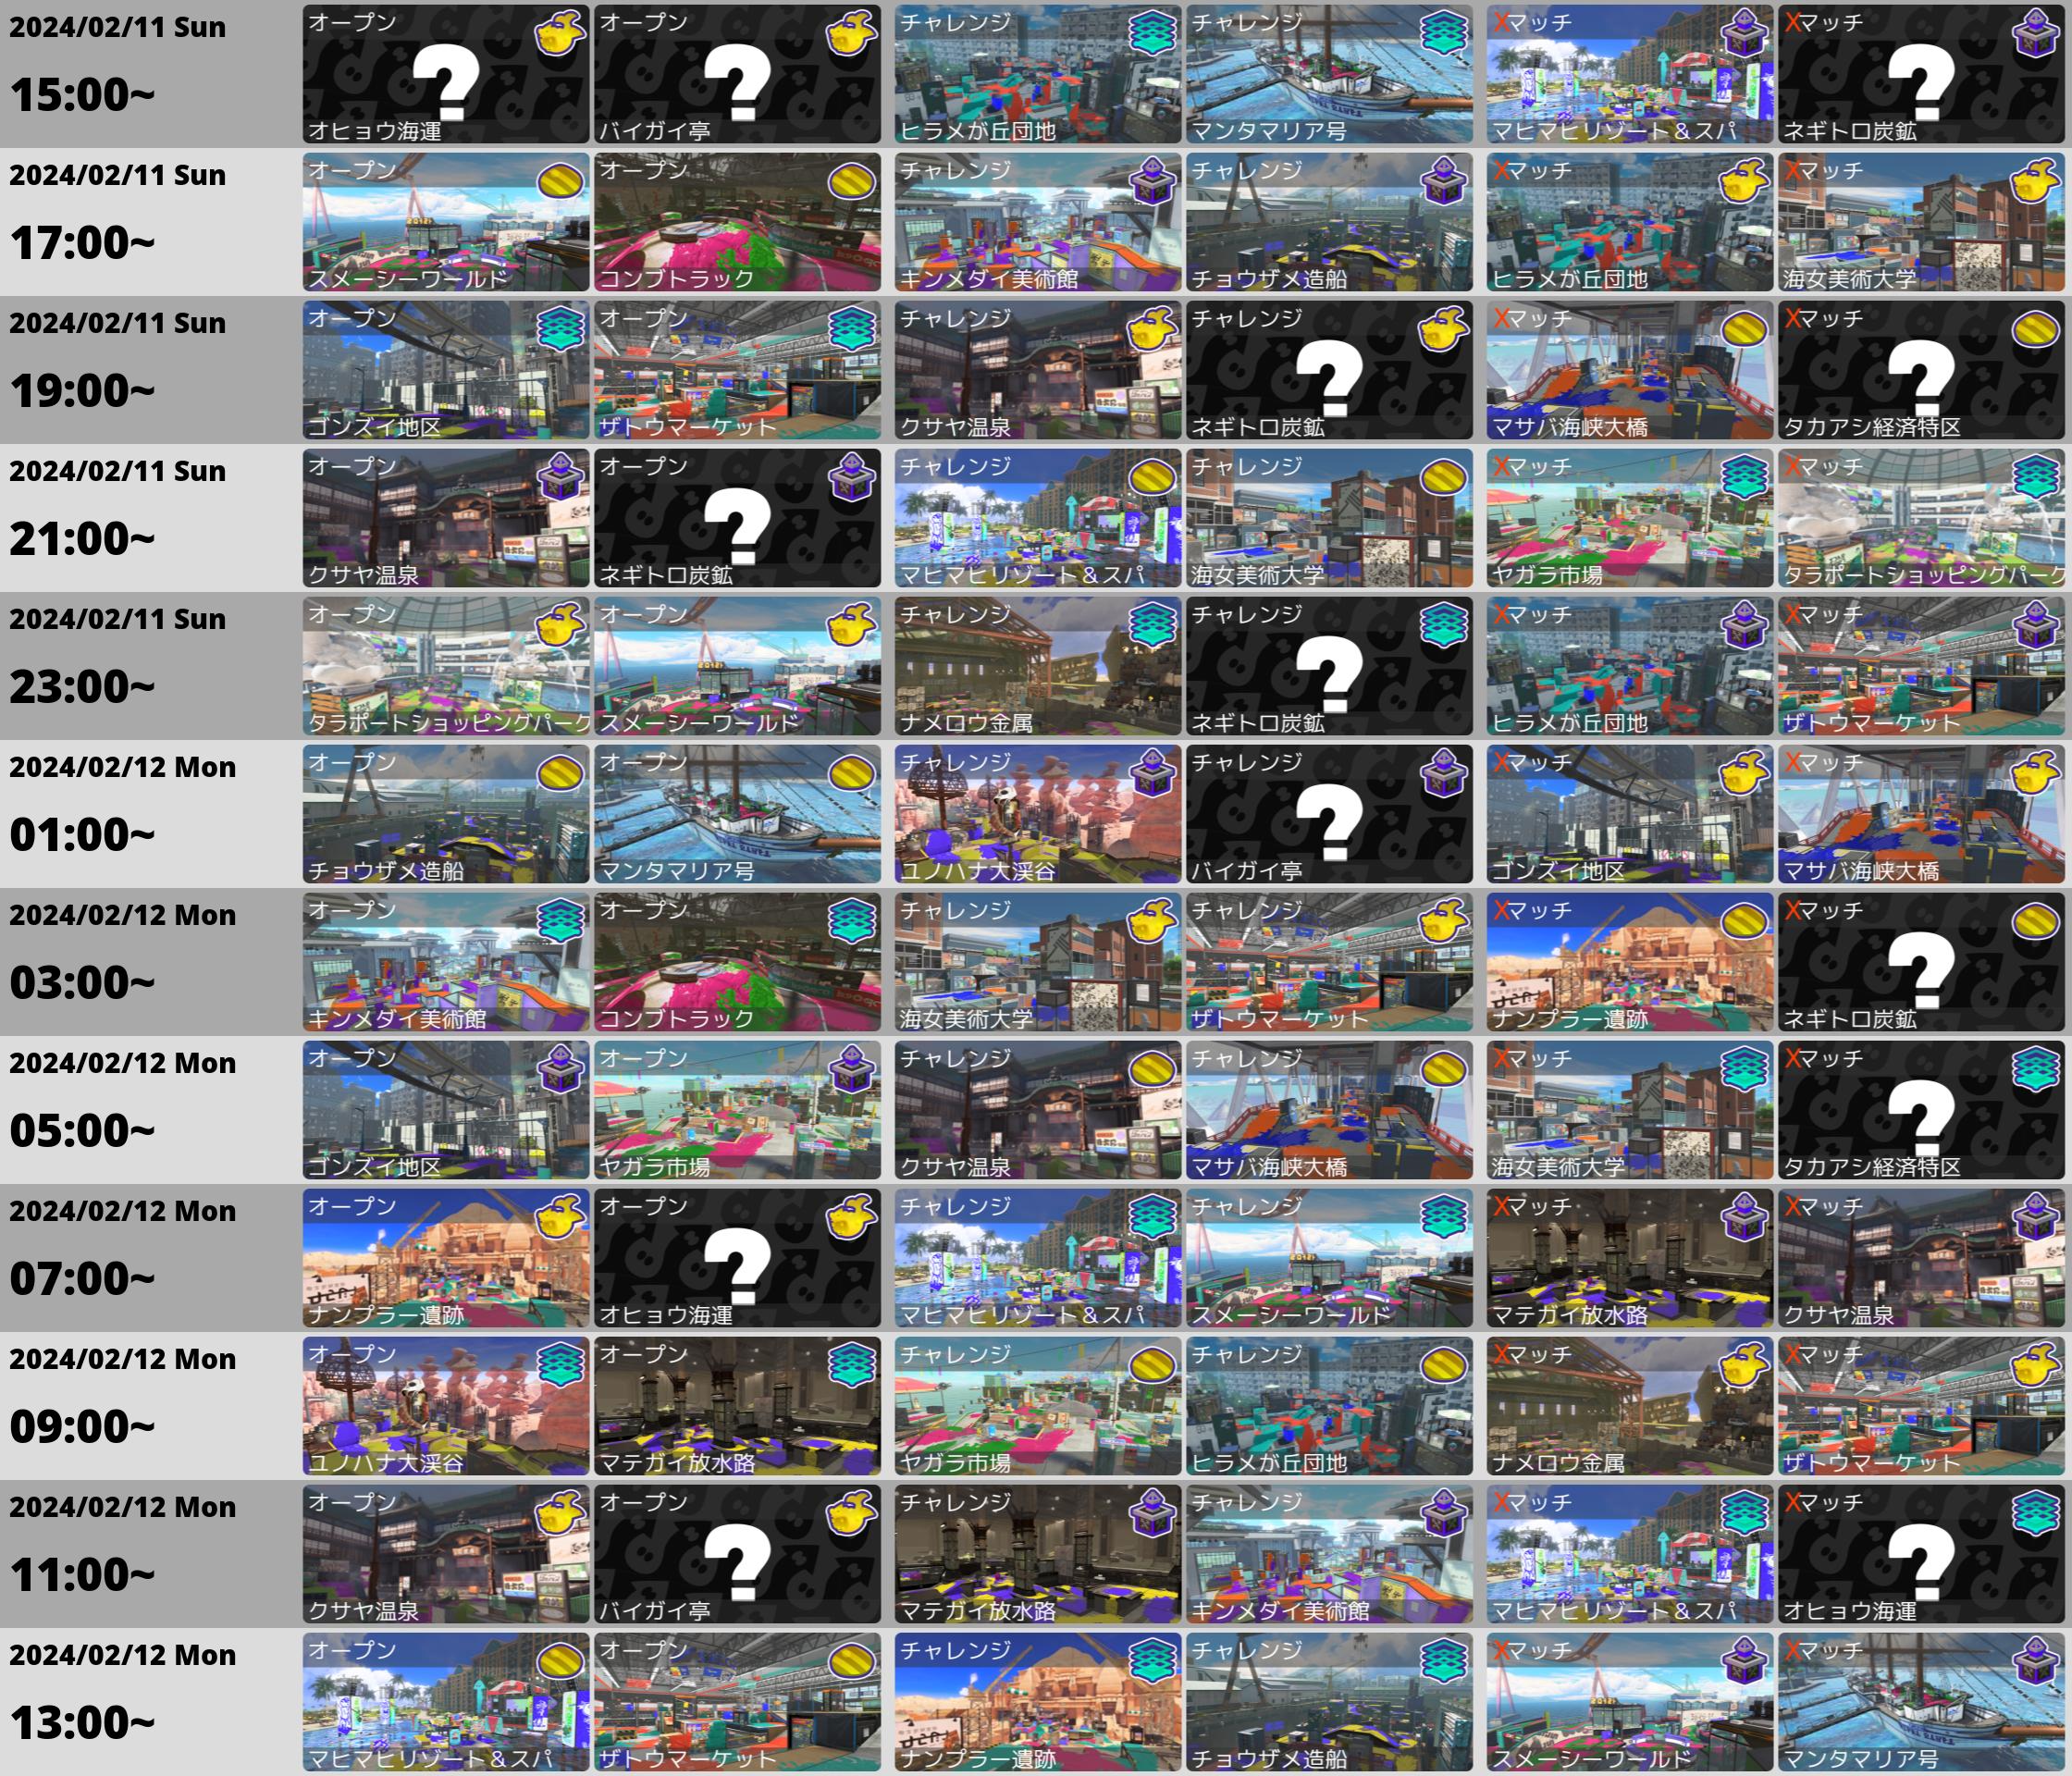 2024/02/11 Sun
15:00~
オープン オープン チャレンジ チャレンジ Xマッチ Xマッチ
オヒョウ海運 バイガイ亭 ヒラメが丘団地 マンタマリア号 マヒマヒリゾート＆スパ ネギトロ炭鉱
2024/02/11 Sun
17:00~
オープン オープン チャレンジ チャレンジ Xマッチ Xマッチ
スメーシーワールド コンブトラック キンメダイ美術館 チョウザメ造船 ヒラメが丘団地 海女美術大学
2024/02/11 Sun
19:00~
オープン オープン チャレンジ チャレンジ Xマッチ Xマッチ
ゴンズイ地区 ザトウマーケット クサヤ温泉 ネギトロ炭鉱 マサバ海峡大橋 タカアシ経済特区
2024/02/11 Sun
21:00~
オープン オープン チャレンジ チャレンジ Xマッチ Xマッチ
クサヤ温泉 ネギトロ炭鉱 マヒマヒリゾート＆スパ 海女美術大学 ヤガラ市場 タラポートショッピングパーク
2024/02/11 Sun
23:00~
オープン オープン チャレンジ チャレンジ Xマッチ Xマッチ
タラポートショッピングパーク スメーシーワールド ナメロウ金属 ネギトロ炭鉱 ヒラメが丘団地 ザトウマーケット
2024/02/12 Mon
01:00~
オープン オープン チャレンジ チャレンジ Xマッチ Xマッチ
チョウザメ造船 マンタマリア号 ユノハナ大渓谷 バイガイ亭 ゴンズイ地区 マサバ海峡大橋
2024/02/12 Mon
03:00~
オープン オープン チャレンジ チャレンジ Xマッチ Xマッチ
キンメダイ美術館 コンブトラック 海女美術大学 ザトウマーケット ナンプラー遺跡 ネギトロ炭鉱
2024/02/12 Mon
05:00~
オープン オープン チャレンジ チャレンジ Xマッチ Xマッチ
ゴンズイ地区 ヤガラ市場 クサヤ温泉 マサバ海峡大橋 海女美術大学 タカアシ経済特区
2024/02/12 Mon
07:00~
オープン オープン チャレンジ チャレンジ Xマッチ Xマッチ
ナンプラー遺跡 オヒョウ海運 マヒマヒリゾート＆スパ スメーシーワールド マテガイ放水路 クサヤ温泉
2024/02/12 Mon
09:00~
オープン オープン チャレンジ チャレンジ Xマッチ Xマッチ
ユノハナ大渓谷 マテガイ放水路 ヤガラ市場 ヒラメが丘団地 ナメロウ金属 ザトウマーケット
2024/02/12 Mon
11:00~
オープン オープン チャレンジ チャレンジ Xマッチ Xマッチ
クサヤ温泉 バイガイ亭 マテガイ放水路 キンメダイ美術館 マヒマヒリゾート＆スパ オヒョウ海運
2024/02/12 Mon
13:00~
オープン オープン チャレンジ チャレンジ Xマッチ Xマッチ
マヒマヒリゾート＆スパ ザトウマーケット ナンプラー遺跡 チョウザメ造船 スメーシーワールド マンタマリア号